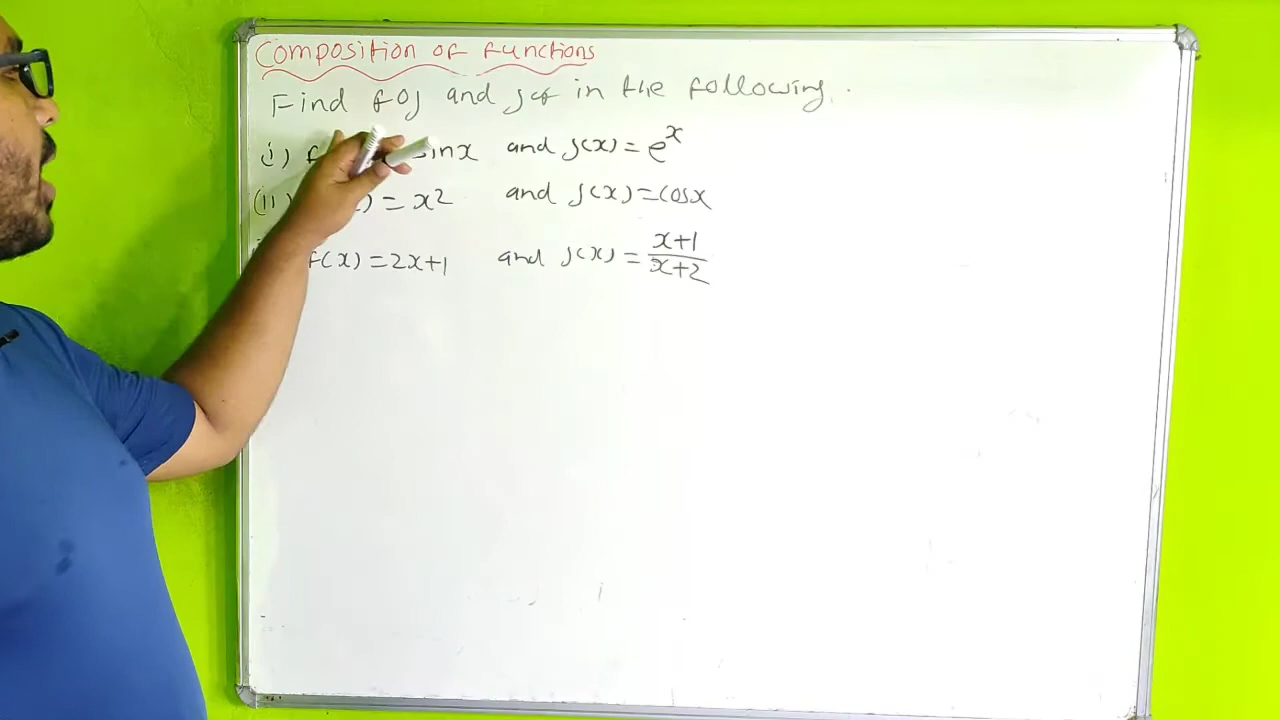 Composition of functions
Find fog and gof in the following.
(i) f sinx and g(x) = e^x
(ii) = x2 and g(x) = cosx
f(x) = 2x+1 and g(x) = x+1/x+2